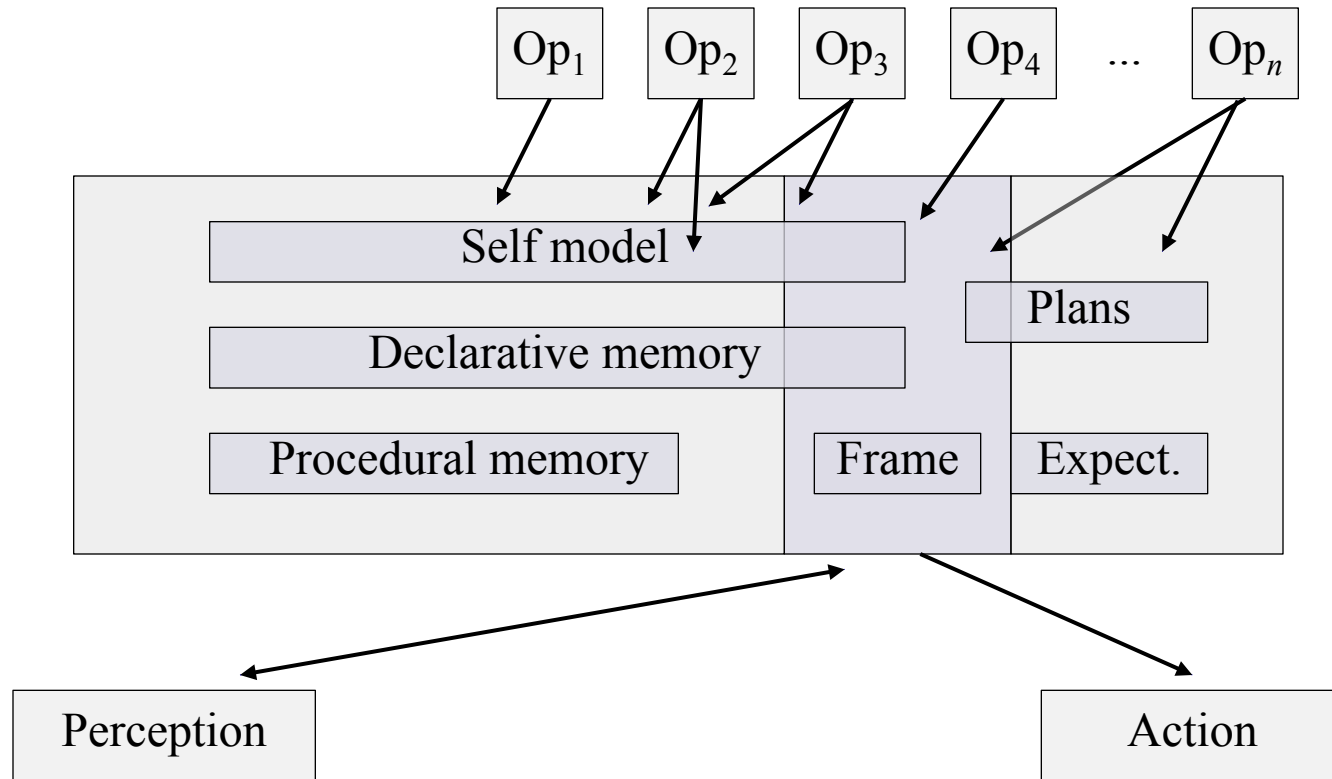 Op₁ Op₂ Op₃ Op₄ ... Opₙ
Self model
Plans
Declarative memory
Procedural memory Frame Expect.
Perception Action